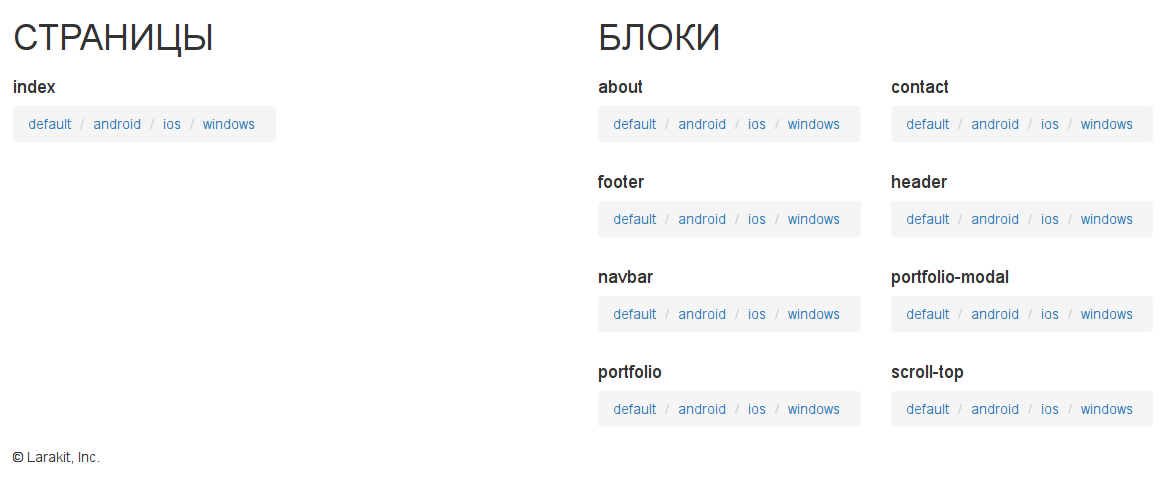 СТРАНИЦЫ
index
default / android / ios / windows
БЛОКИ
about
default / android / ios / windows
contact
default / android / ios / windows
footer
default / android / ios / windows
header
default / android / ios / windows
navbar
default / android / ios / windows
portfolio-modal
default / android / ios / windows
portfolio
default / android / ios / windows
scroll-top
default / android / ios / windows
© Larakit, Inc.